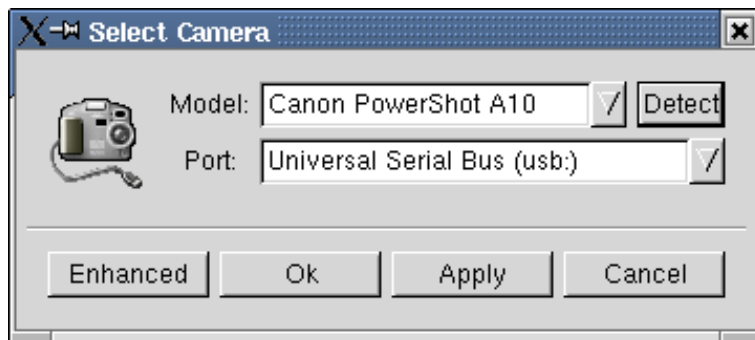 Select Camera
Model: Canon PowerShot A10 Detect
Port: Universal Serial Bus (usb:)
Enhanced Ok Apply Cancel